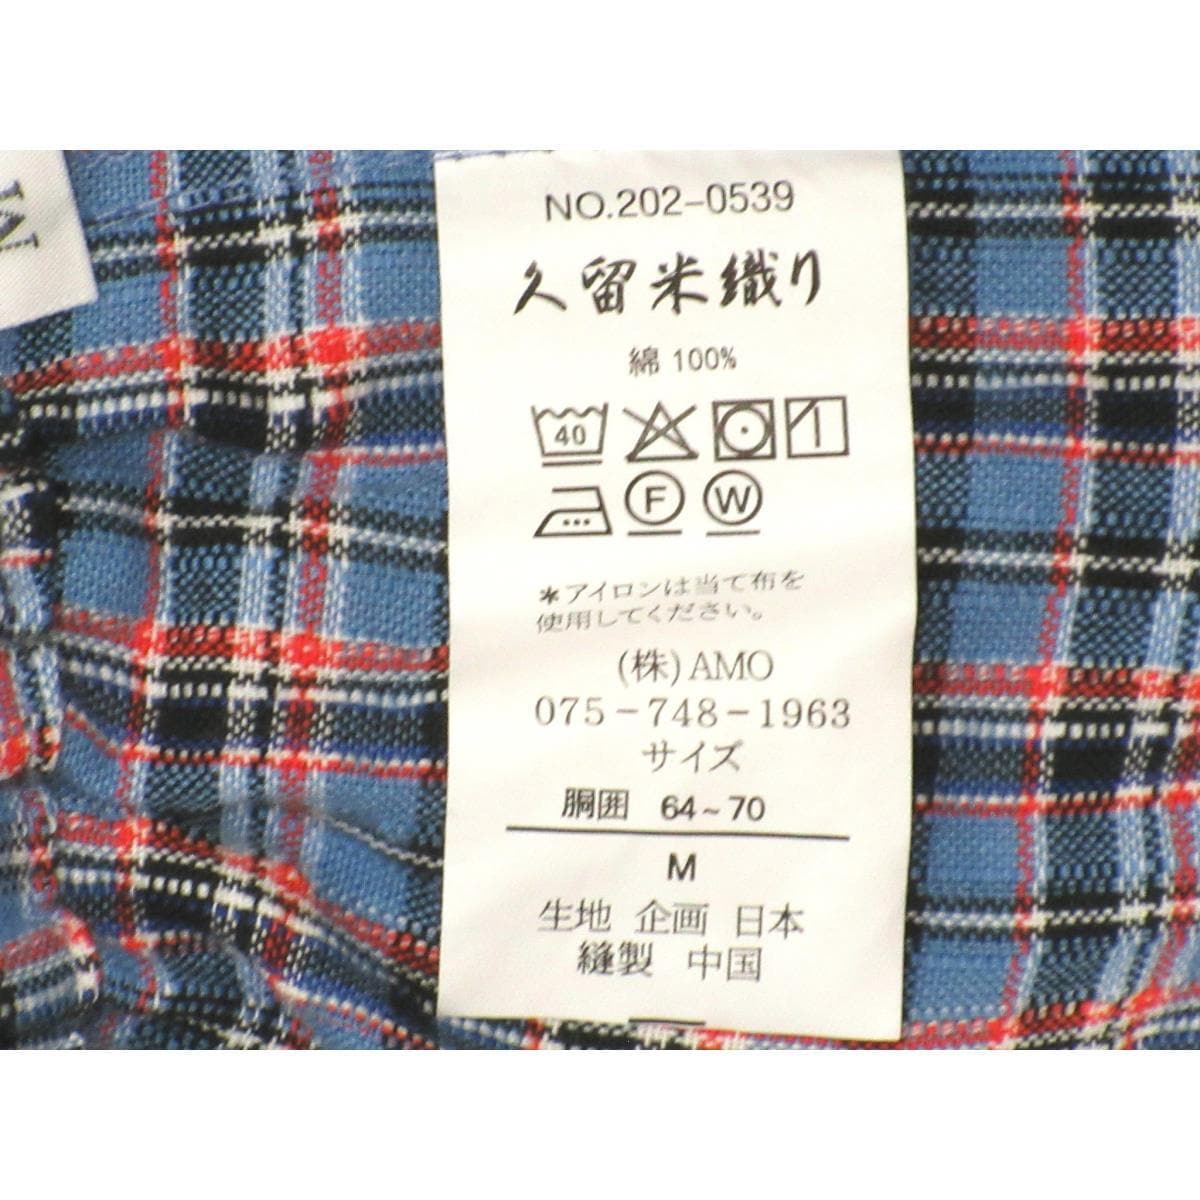 M
NO.202-0539
久留米織り
綿 100%
40
F W
＊アイロンは当て布を
使用してください。
(株)AMO
075-748-1963
サイズ
胴囲 64~70
M
生地 企画 日本
縫製 中国